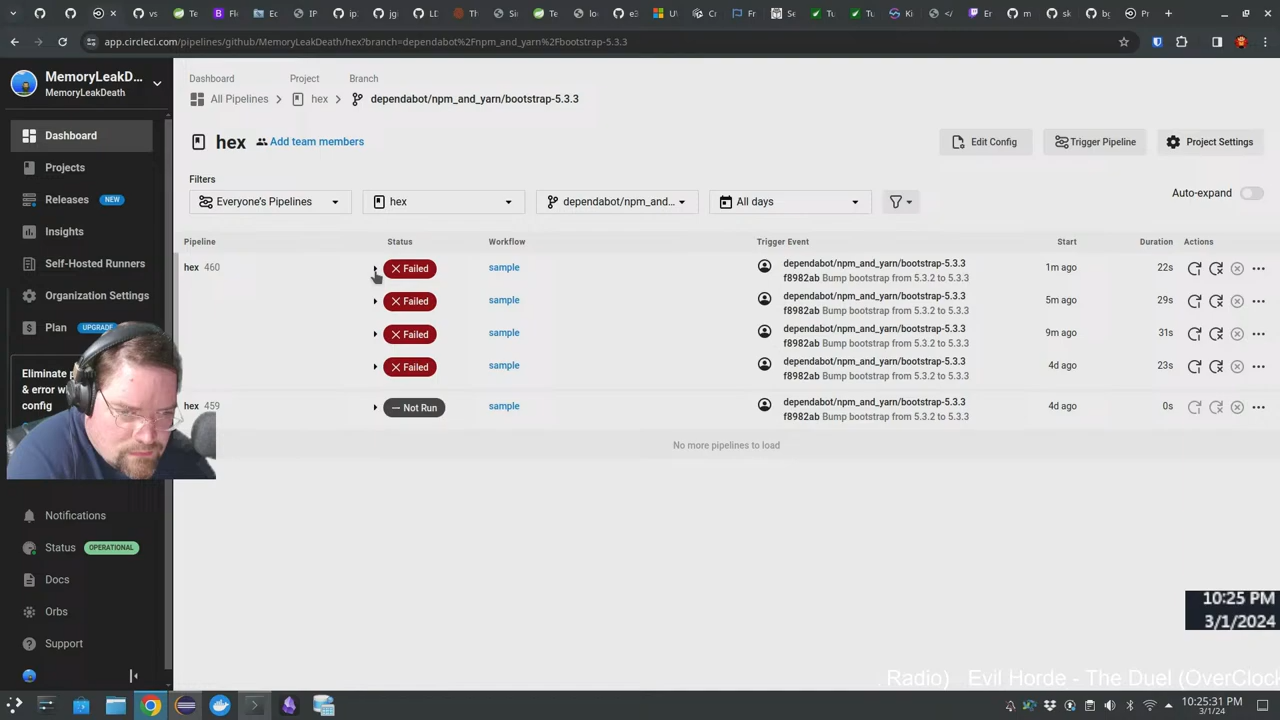 app.circleci.com/pipelines/github/MemoryLeakDeath/hex?branch=dependabot%2Fnpm_and_yarn%2Fbootstrap-5.3.3
MemoryLeakD...
MemoryLeakDeath
Dashboard
Projects
Releases NEW
Insights
Self-Hosted Runners
Organization Settings
Plan UPGRADE
Eliminate
& error w
config
Notifications
Status OPERATIONAL
Docs
Orbs
Support
Dashboard Project Branch
All Pipelines hex dependabot/npm_and_yarn/bootstrap-5.3.3
hex Add team members
Edit Config Trigger Pipeline Project Settings
Filters
Everyone's Pipelines hex dependabot/npm_and... All days Auto-expand
Pipeline Status Workflow Trigger Event Start Duration Actions
hex 460 Failed sample dependabot/npm_and_yarn/bootstrap-5.3.3 1m ago 22s
f8982ab Bump bootstrap from 5.3.2 to 5.3.3
Failed sample dependabot/npm_and_yarn/bootstrap-5.3.3 5m ago 29s
f8982ab Bump bootstrap from 5.3.2 to 5.3.3
Failed sample dependabot/npm_and_yarn/bootstrap-5.3.3 9m ago 31s
f8982ab Bump bootstrap from 5.3.2 to 5.3.3
Failed sample dependabot/npm_and_yarn/bootstrap-5.3.3 4d ago 23s
f8982ab Bump bootstrap from 5.3.2 to 5.3.3
hex 459 Not Run sample dependabot/npm_and_yarn/bootstrap-5.3.3 4d ago 0s
f8982ab Bump bootstrap from 5.3.2 to 5.3.3
No more pipelines to load
10:25 PM
3/1/2024
Radio) Evil Horde - The Duel (OverClock
10:25:31 PM
3/1/24